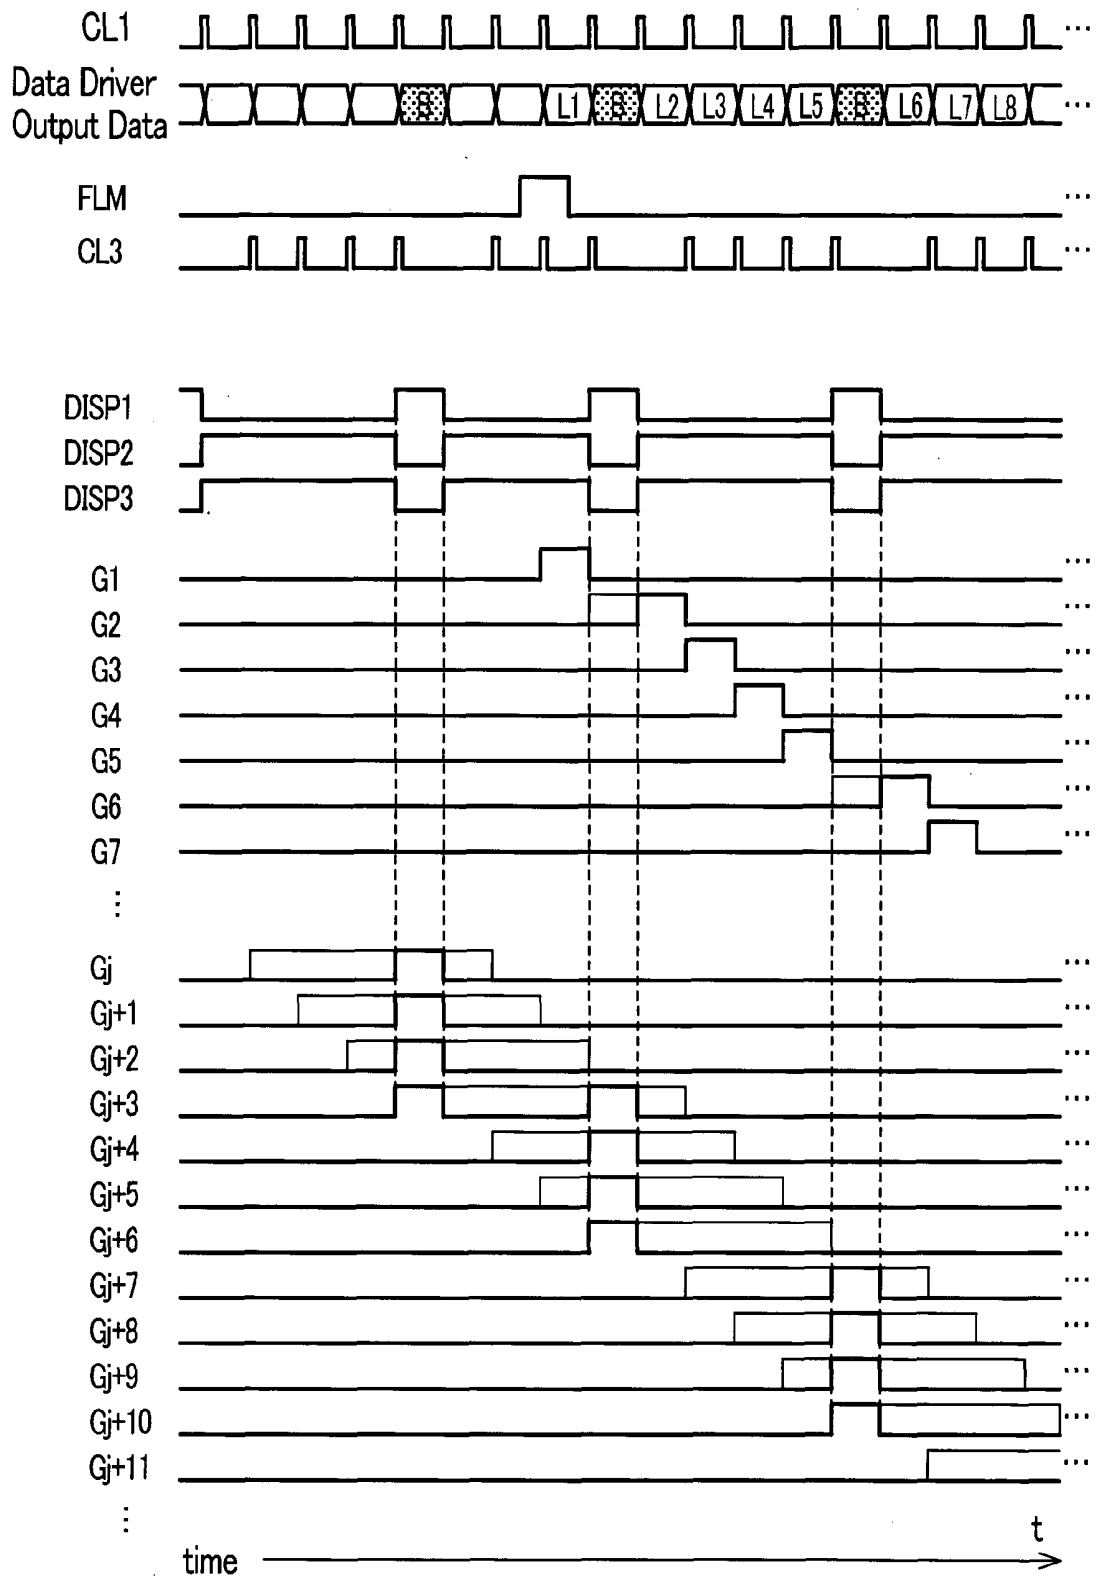 CL1 ...
Data Driver
Output Data B L1 B L2 L3 L4 L5 B L6 L7 L8 ...
FLM ...
CL3 ...
DISP1
DISP2
DISP3
G1 ...
G2 ...
G3 ...
G4 ...
G5 ...
G6 ...
G7 ...
⋮
Gj ...
Gj+1 ...
Gj+2 ...
Gj+3 ...
Gj+4 ...
Gj+5 ...
Gj+6 ...
Gj+7 ...
Gj+8 ...
Gj+9 ...
Gj+10 ...
Gj+11 ...
⋮
t
time